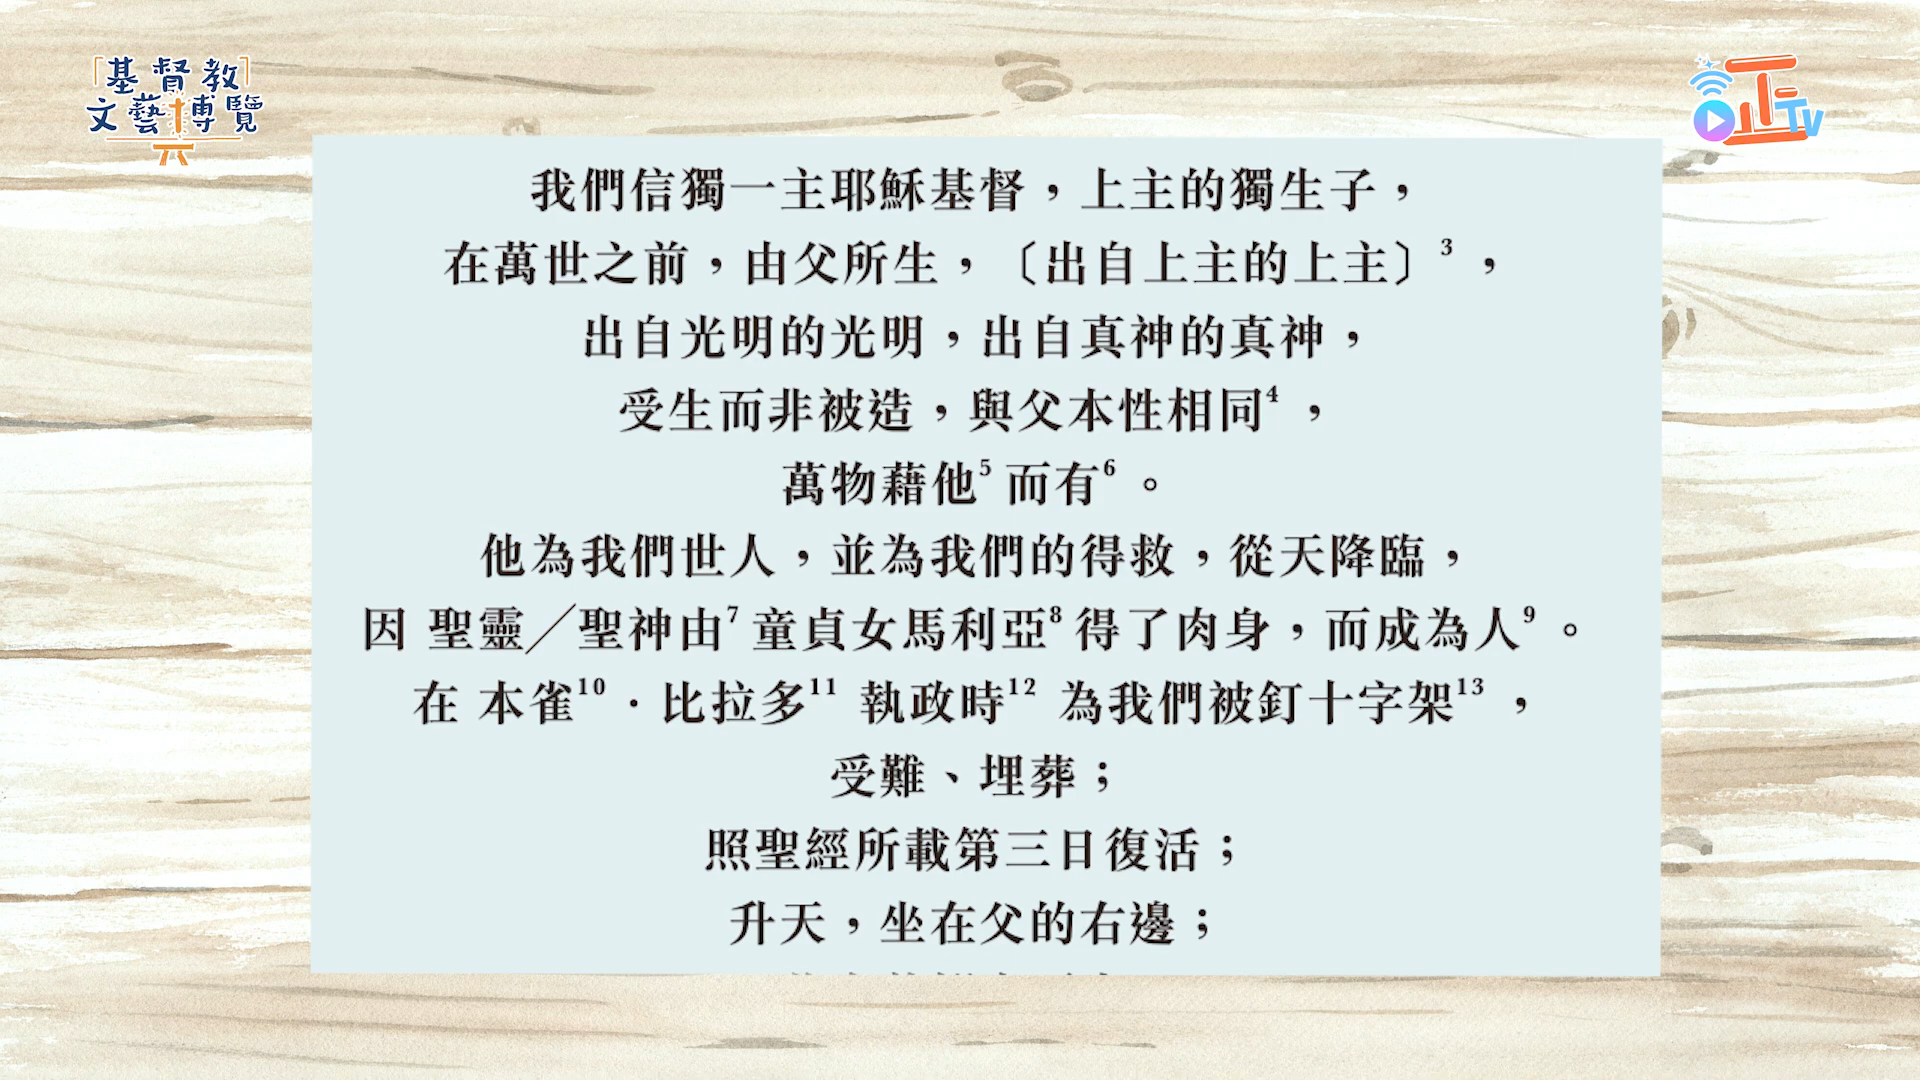 基督教
文藝博覽
正TV
我們信獨一主耶穌基督，上主的獨生子，
在萬世之前，由父所生，〔出自上主的上主〕³，
出自光明的光明，出自真神的真神，
受生而非被造，與父本性相同⁴，
萬物藉他⁵而有⁶。
他為我們世人，並為我們的得救，從天降臨，
因 聖靈／聖神由⁷童貞女馬利亞⁸得了肉身，而成為人⁹。
在 本雀¹⁰．比拉多¹¹ 執政時¹² 為我們被釘十字架¹³，
受難、埋葬；
照聖經所載第三日復活；
升天，坐在父的右邊；